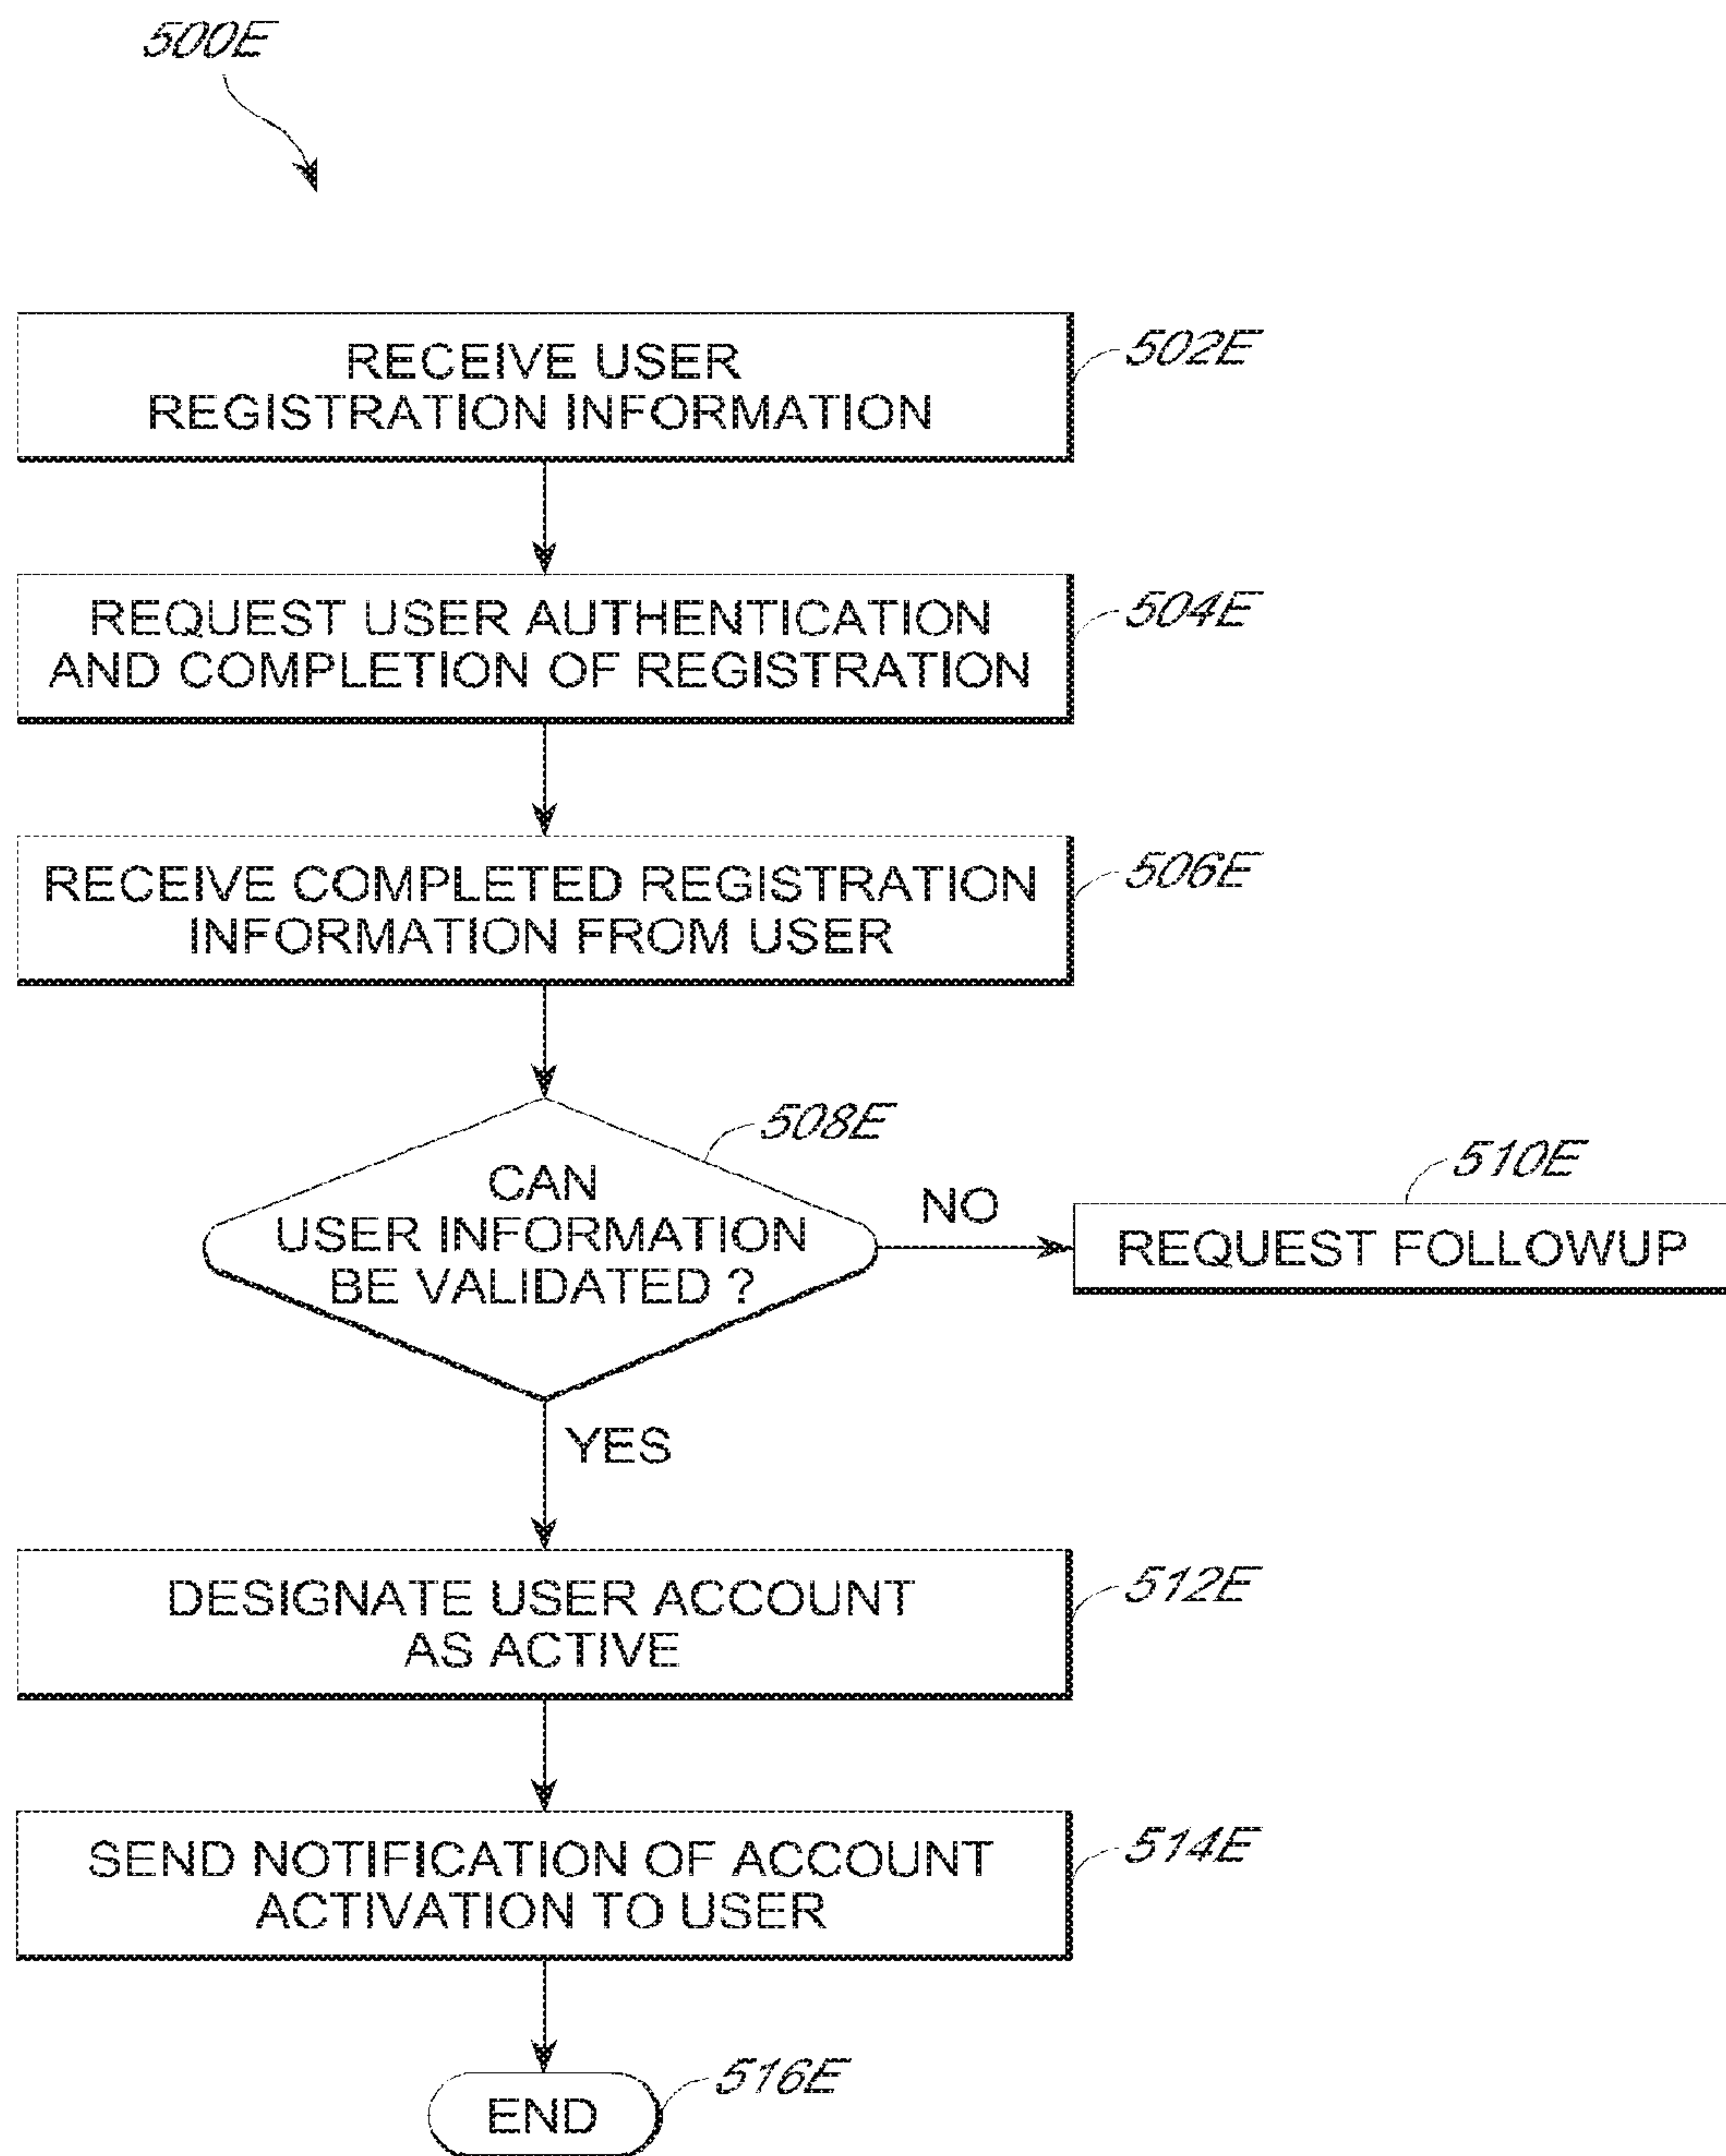 500E
RECEIVE USER
REGISTRATION INFORMATION
502E
REQUEST USER AUTHENTICATION
AND COMPLETION OF REGISTRATION
504E
RECEIVE COMPLETED REGISTRATION
INFORMATION FROM USER
506E
508E
CAN
USER INFORMATION
BE VALIDATED ?
NO
510E
REQUEST FOLLOWUP
YES
DESIGNATE USER ACCOUNT
AS ACTIVE
512E
SEND NOTIFICATION OF ACCOUNT
ACTIVATION TO USER
514E
END
516E